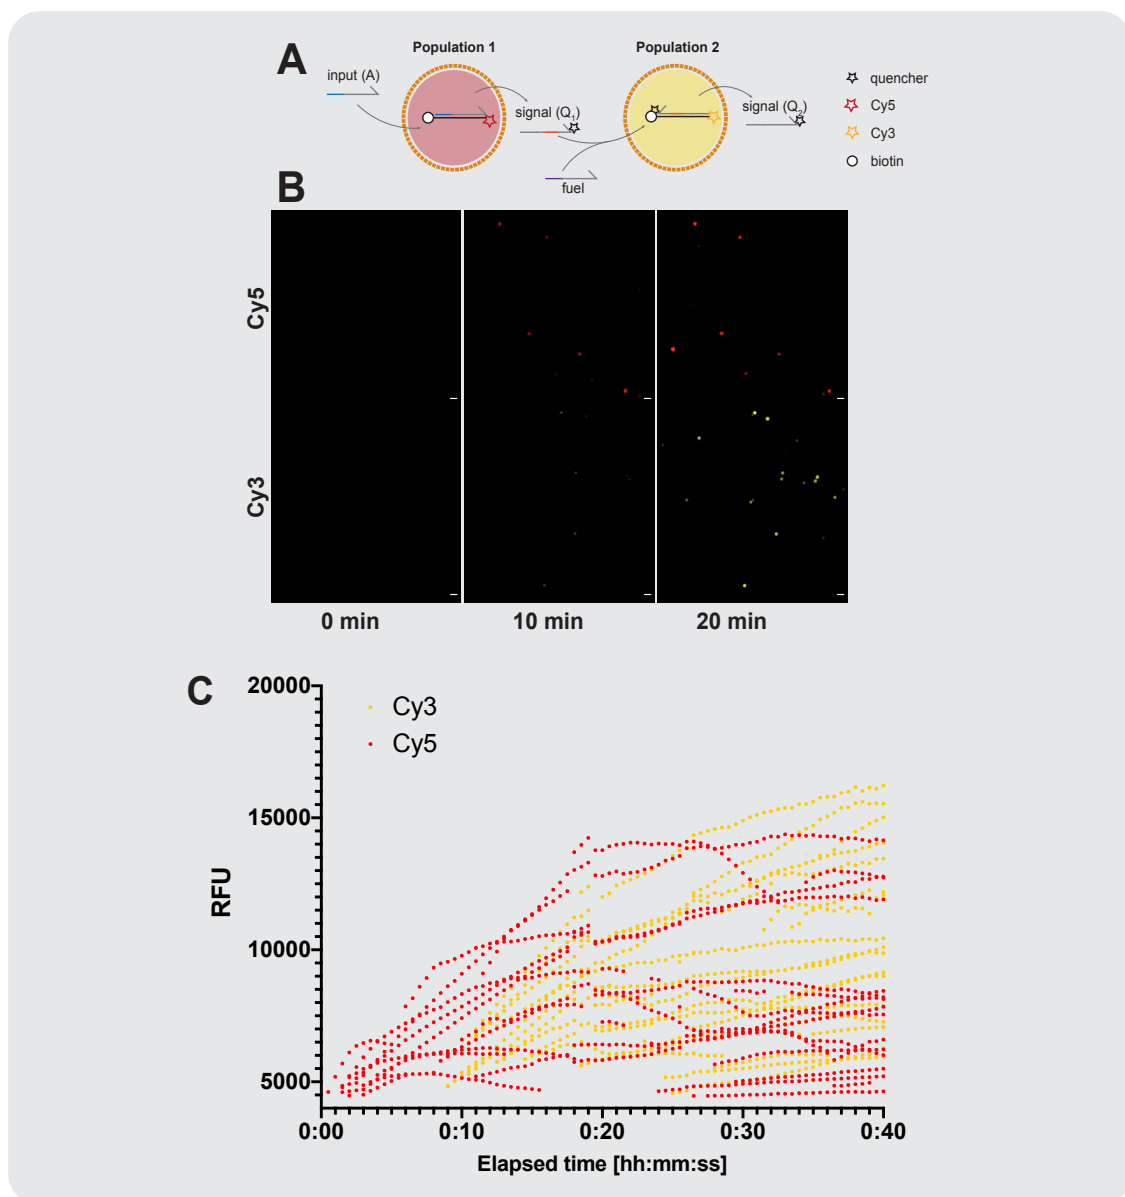 A
Population 1
Population 2
input (A)
signal (Q1)
signal (Q2)
fuel
quencher
Cy5
Cy3
biotin
B
Cy5
Cy3
0 min
10 min
20 min
C
20000
15000
10000
5000
RFU
Cy3
Cy5
0:00
0:10
0:20
0:30
0:40
Elapsed time [hh:mm:ss]